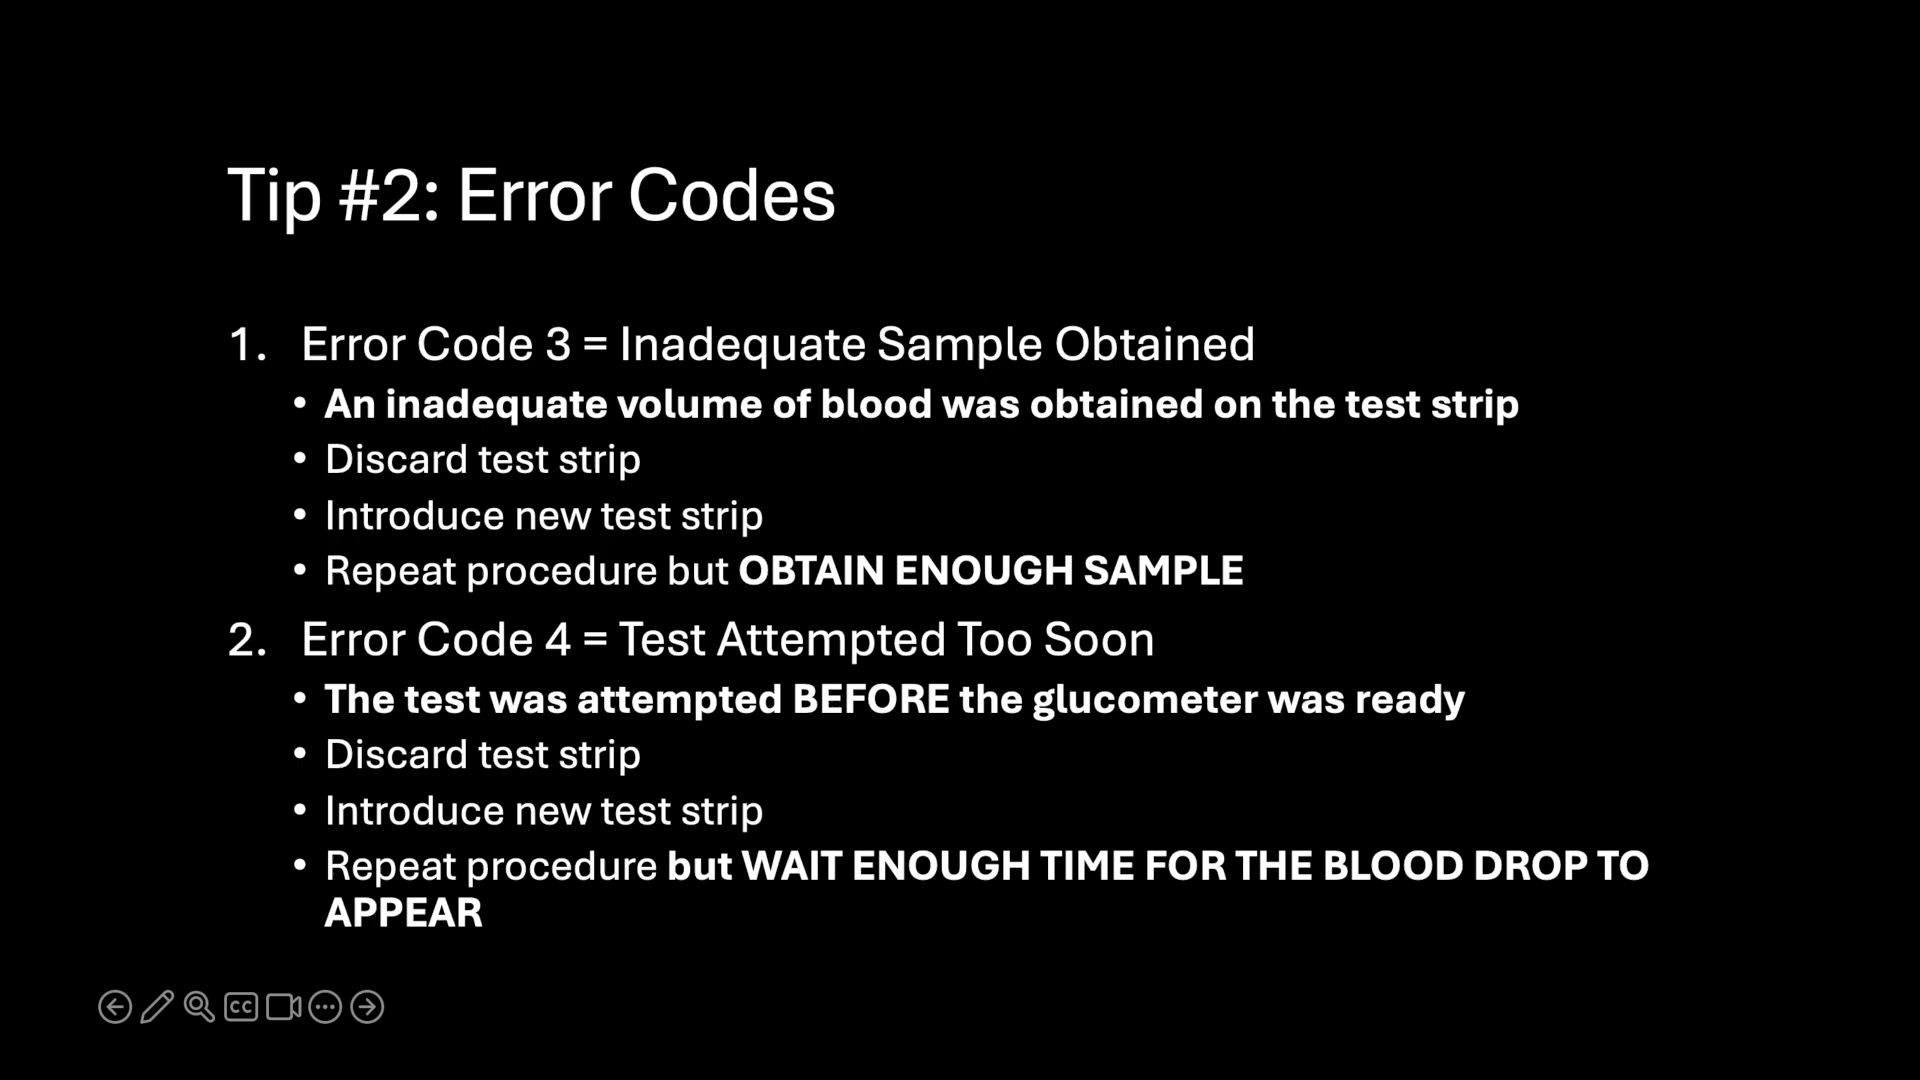 Tip #2: Error Codes
1. Error Code 3 = Inadequate Sample Obtained
• An inadequate volume of blood was obtained on the test strip
• Discard test strip
• Introduce new test strip
• Repeat procedure but OBTAIN ENOUGH SAMPLE
2. Error Code 4 = Test Attempted Too Soon
• The test was attempted BEFORE the glucometer was ready
• Discard test strip
• Introduce new test strip
• Repeat procedure but WAIT ENOUGH TIME FOR THE BLOOD DROP TO
APPEAR
CC